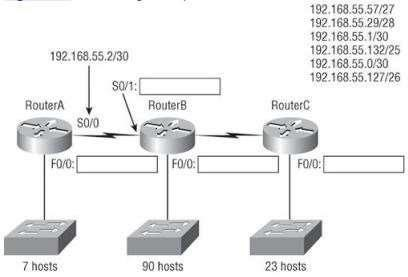 192.168.55.57/27
192.168.55.29/28
192.168.55.1/30
192.168.55.132/25
192.168.55.0/30
192.168.55.127/26
192.168.55.2/30
S0/1:
RouterA
RouterB
RouterC
S0/0
F0/0:
F0/0:
F0/0:
7 hosts
90 hosts
23 hosts